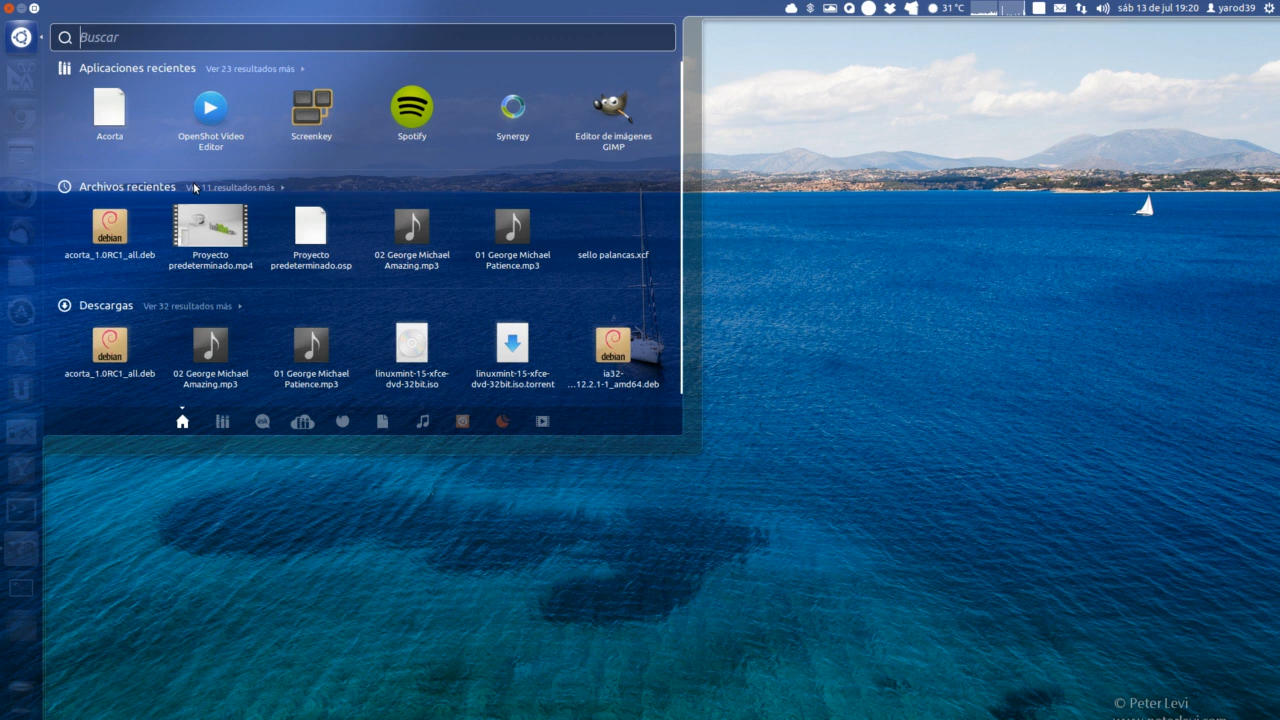 31 °C
sáb 13 de jul 19:20
yarod39
Buscar
Aplicaciones recientes Ver 23 resultados más
Acorta
OpenShot Video
Editor
Screenkey
Spotify
Synergy
Editor de imágenes
GIMP
Archivos recientes Ver 11 resultados más
debian
acorta_1.0RC1_all.deb
Proyecto
predeterminado.mp4
Proyecto
predeterminado.osp
02 George Michael
Amazing.mp3
01 George Michael
Patience.mp3
sello palancas.xcf
Descargas Ver 32 resultados más
debian
acorta_1.0RC1_all.deb
02 George Michael
Amazing.mp3
01 George Michael
Patience.mp3
linuxmint-15-xfce-
dvd-32bit.iso
linuxmint-15-xfce-
dvd-32bit.iso.torrent
debian
ia32-
...12.2.1-1_amd64.deb
© Peter Levi